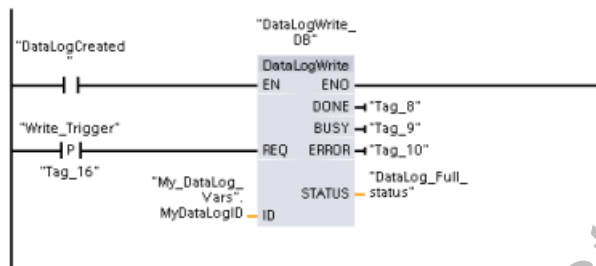 "DataLogWrite_
DB"
"DataLogCreated
"
DataLogWrite
EN ENO
DONE "Tag_8"
"Write_Trigger"
BUSY "Tag_9"
P
REQ ERROR "Tag_10"
"Tag_16"
"My_DataLog_
Vars".
MyDataLogID
ID
"DataLog_Full_
STATUS status"